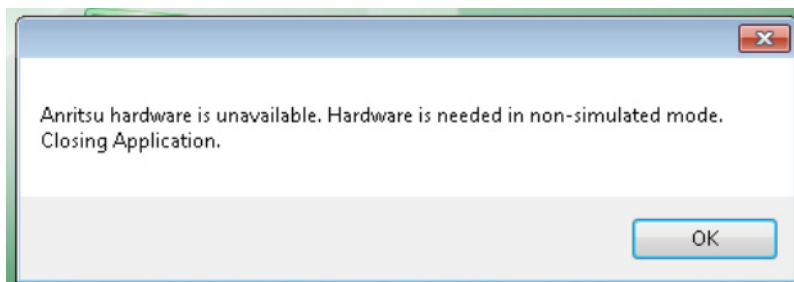 Anritsu hardware is unavailable. Hardware is needed in non-simulated mode.
Closing Application.
OK